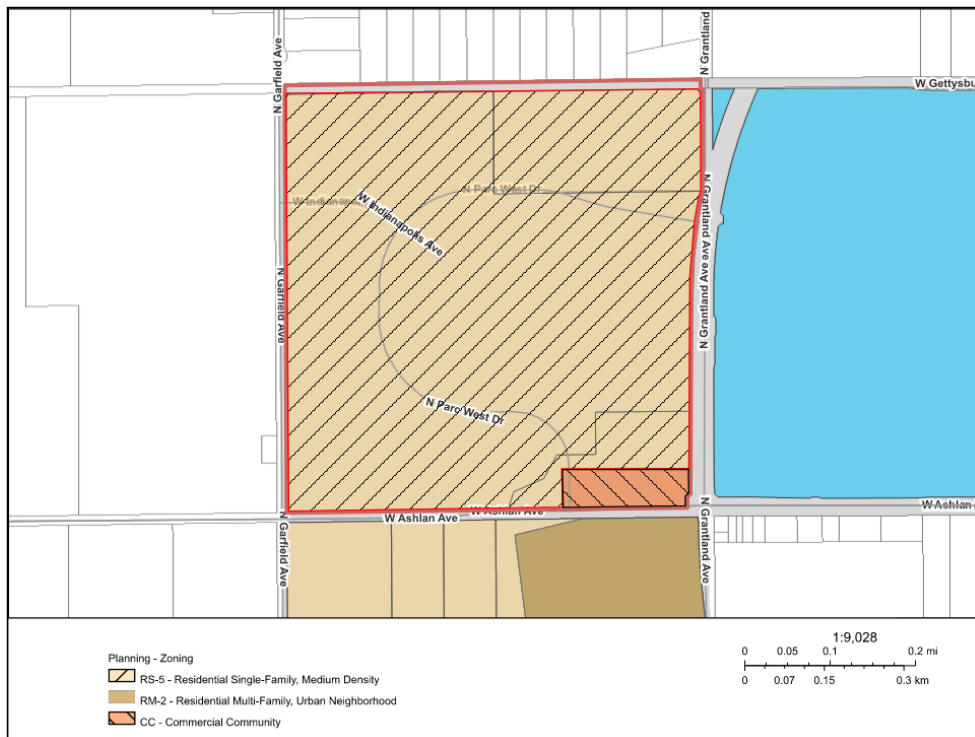 N Garfield Ave
N Grantland
W Gettysbu
N Parc West Dr
W Indianapo
W Indianapolis Ave
N Grantland Ave
N Grantland Ave
N Garfield Ave
N Parc West Dr
W Ashlan Ave
W Ashlan Ave
W Ashlan
N Garfield Ave
N Grantland Ave
Planning - Zoning
RS-5 - Residential Single-Family, Medium Density
RM-2 - Residential Multi-Family, Urban Neighborhood
CC - Commercial Community
1:9,028
0 0.05 0.1 0.2 mi
0 0.07 0.15 0.3 km